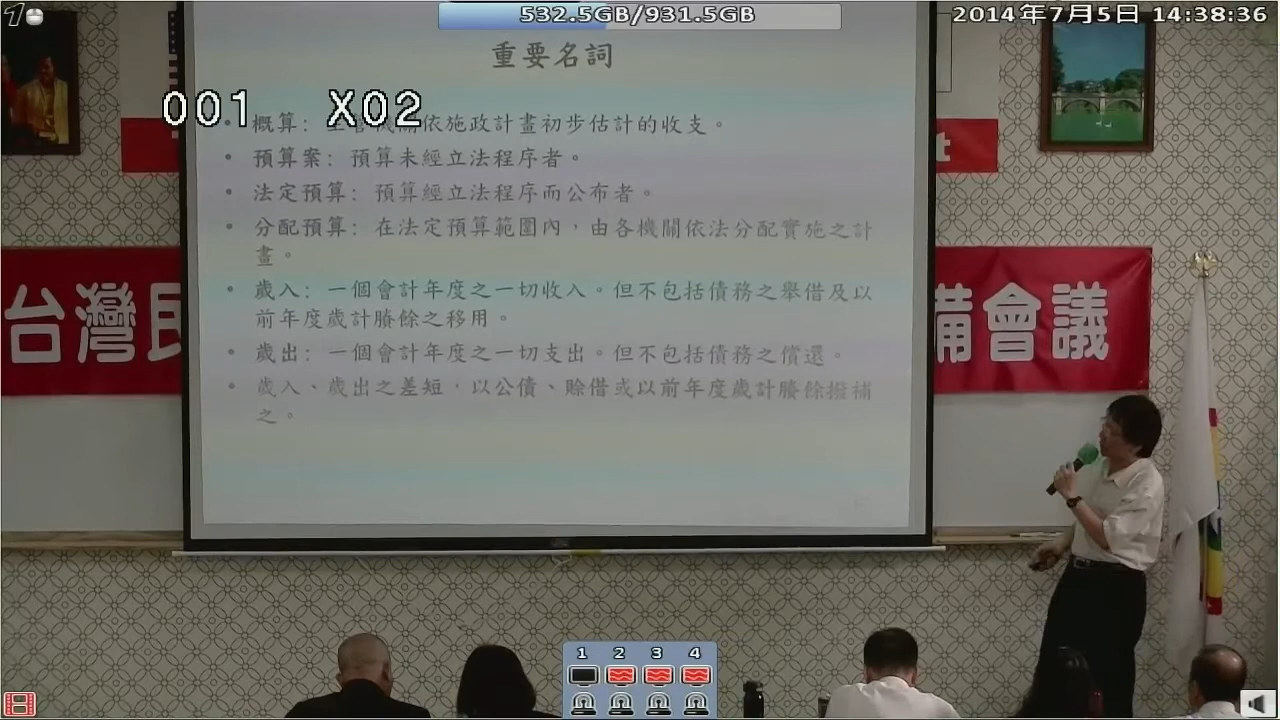 532.5GB/931.5GB
2014年7月5日 14:38:36
重要名詞
001 X02
• 概算: 主管機關依施政計畫初步估計的收支。
• 預算案: 預算未經立法程序者。
• 法定預算: 預算經立法程序而公布者。
• 分配預算: 在法定預算範圍內，由各機關依法分配實施之計
畫。
• 歲入: 一個會計年度之一切收入。但不包括債務之舉借及以
前年度歲計賸餘之移用。
• 歲出: 一個會計年度之一切支出。但不包括債務之償還。
• 歲入、歲出之差短，以公債、賒借或以前年度歲計賸餘撥補
之。
t
台灣民
備會議
1 2 3 4